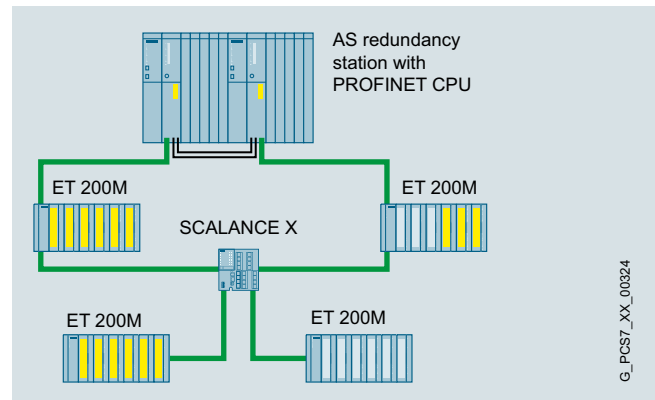 AS redundancy
station with
PROFINET CPU
ET 200M
ET 200M
SCALANCE X
ET 200M
ET 200M
G_PCS7_XX_00324